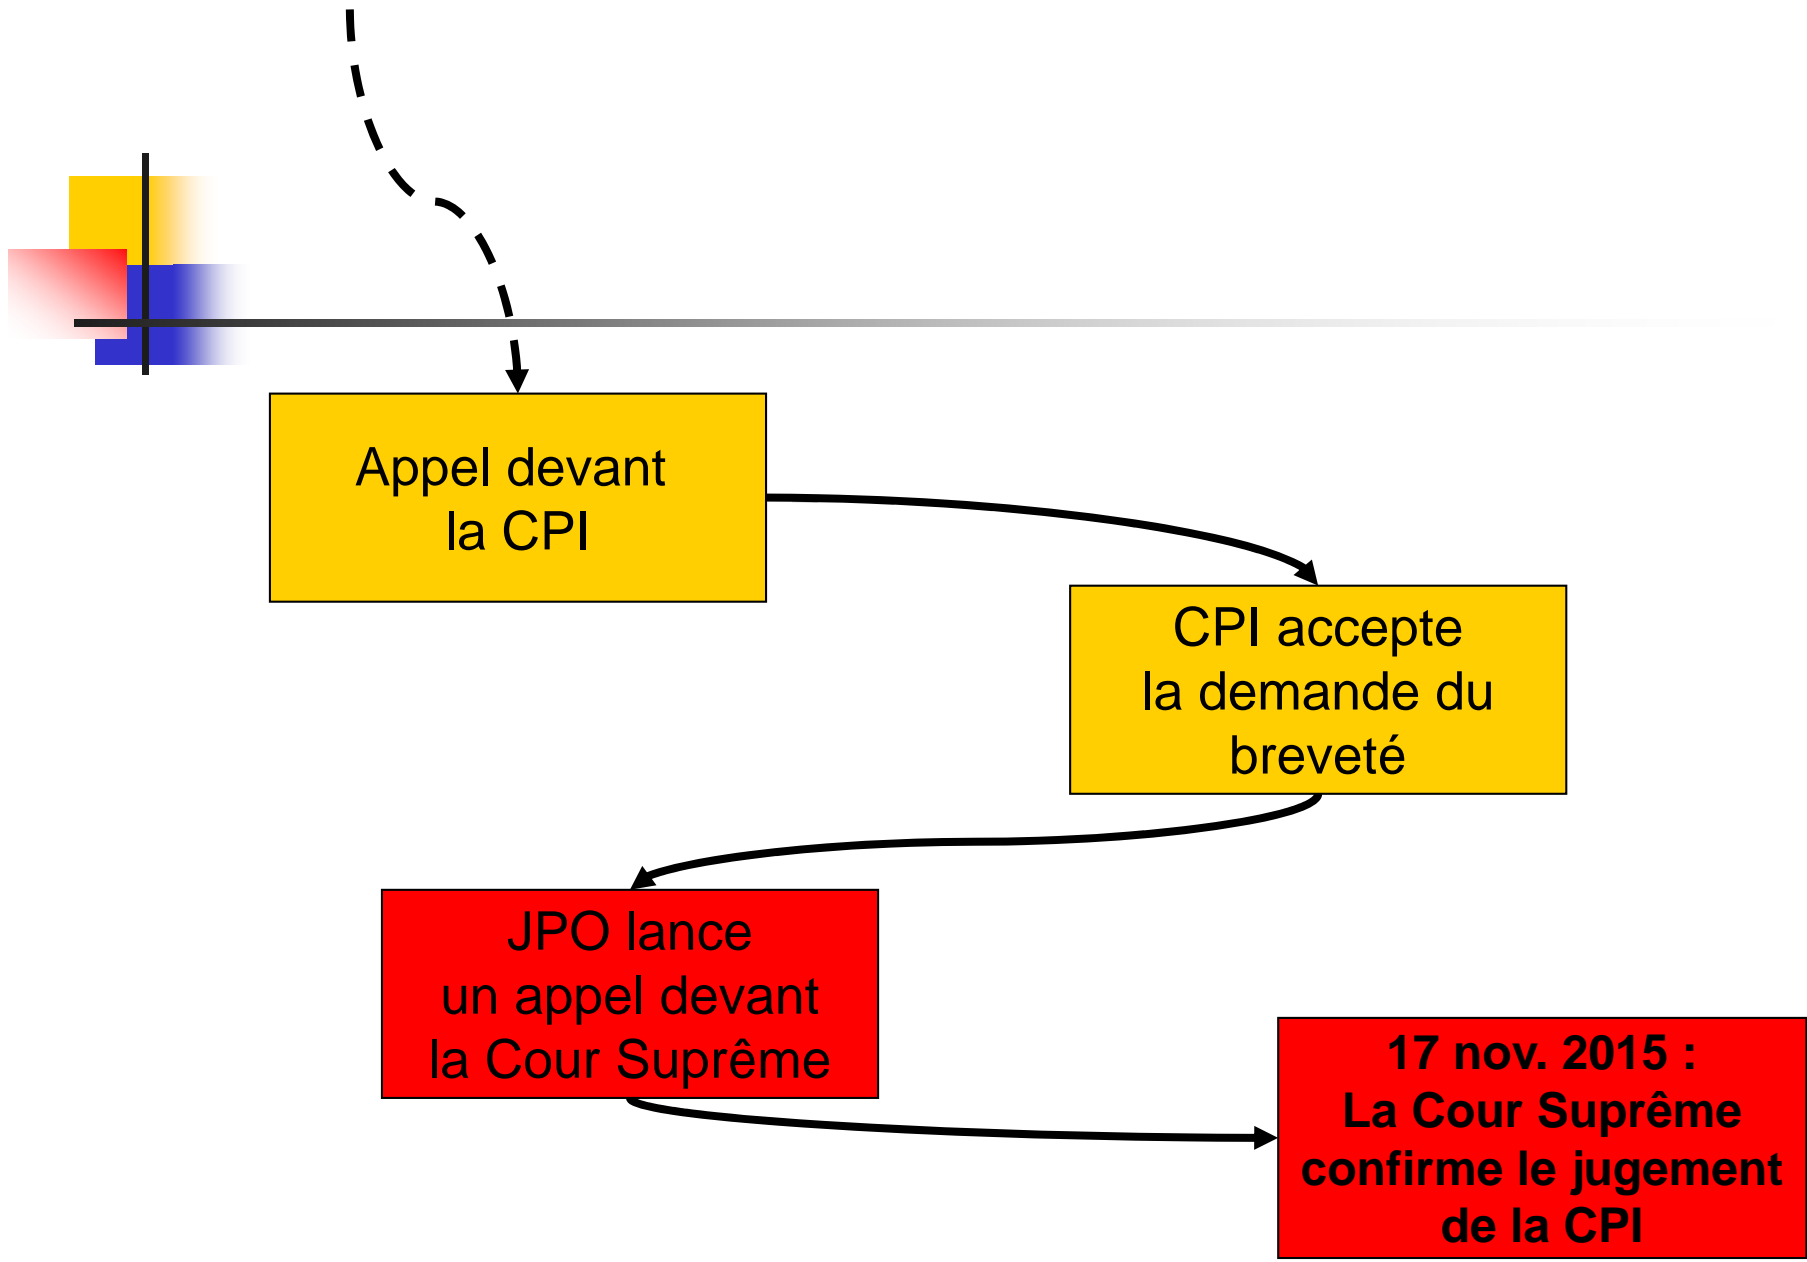 Appel devant
la CPI
CPI accepte
la demande du
breveté
JPO lance
un appel devant
la Cour Suprême
17 nov. 2015 :
La Cour Suprême
confirme le jugement
de la CPI